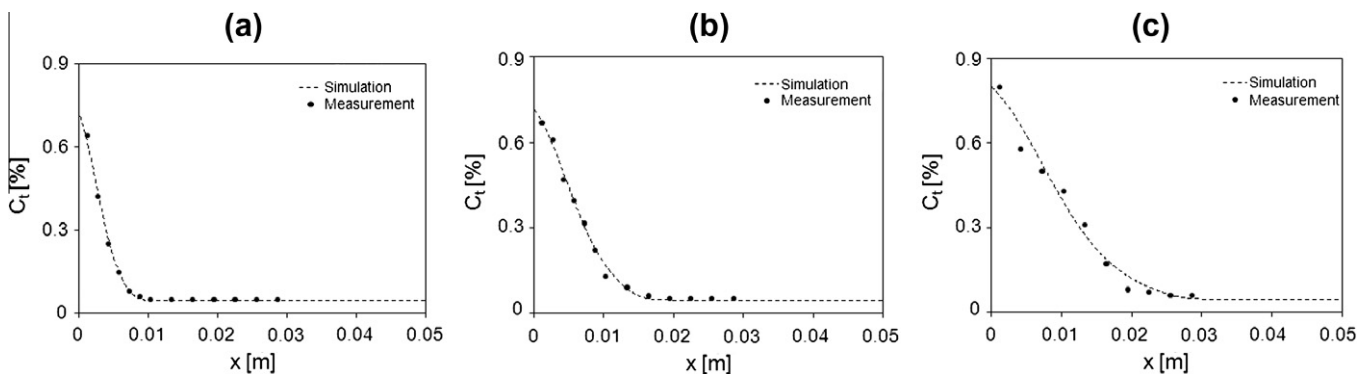 (a)
0.9
0.6
0.3
0
Cₜ [%]
Simulation
Measurement
0
0.01
0.02
0.03
0.04
0.05
x [m]
(b)
0.9
0.6
0.3
0
Cₜ [%]
Simulation
Measurement
0
0.01
0.02
0.03
0.04
0.05
x [m]
(c)
0.9
0.6
0.3
0
Cₜ [%]
Simulation
Measurement
0
0.01
0.02
0.03
0.04
0.05
x [m]